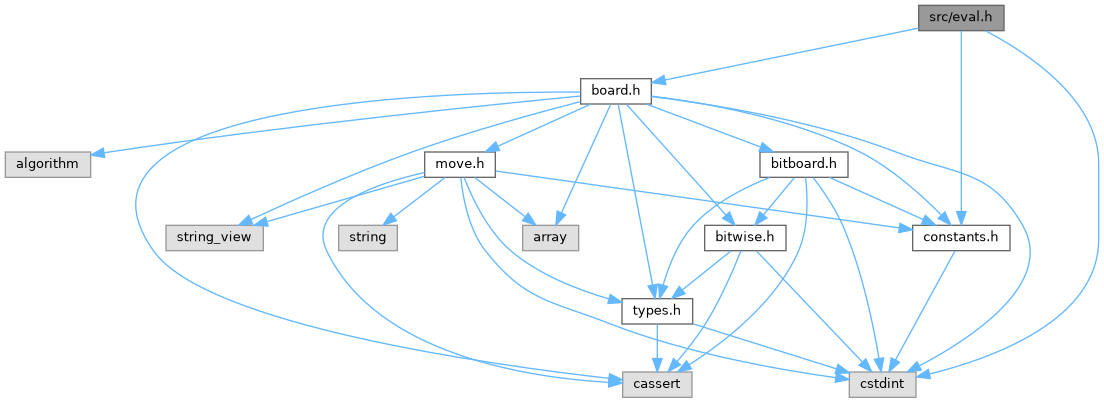 src/eval.h
board.h
algorithm
move.h
bitboard.h
string_view
string
array
bitwise.h
constants.h
types.h
cassert
cstdint